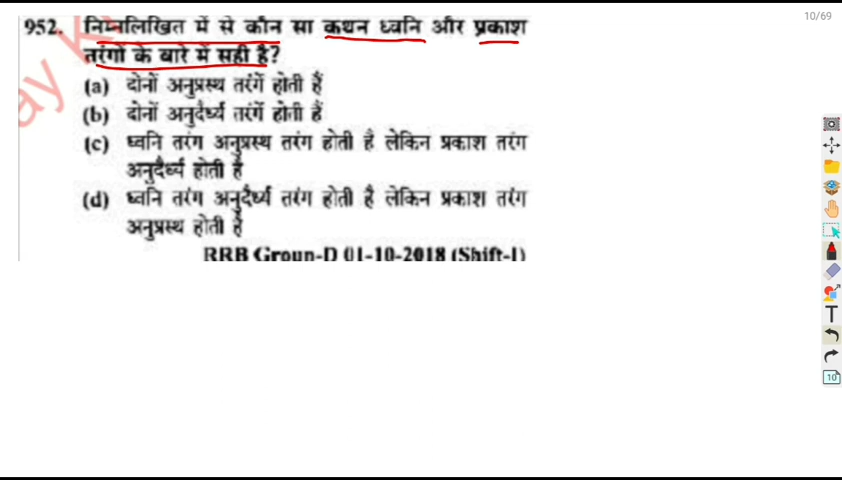 10/69
952. निम्नलिखित में से कौन सा कथन ध्वनि और प्रकाश
तरंगों के बारे में सही है?
(a) दोनों अनुप्रस्थ तरंगें होती हैं
(b) दोनों अनुदैर्ध्य तरंगें होती हैं
(c) ध्वनि तरंग अनुप्रस्थ तरंग होती है लेकिन प्रकाश तरंग
अनुदैर्ध्य होती है
(d) ध्वनि तरंग अनुदैर्ध्य तरंग होती है लेकिन प्रकाश तरंग
अनुप्रस्थ होती है
RRB Group-D 01-10-2018 (Shift-I)
T
10